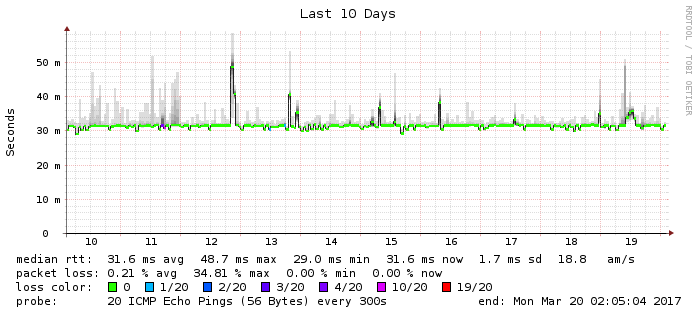 Last 10 Days
RRDTOOL / TOBI OETIKER
Seconds
50 m
40 m
30 m
20 m
10 m
0
10 11 12 13 14 15 16 17 18 19
median rtt: 31.6 ms avg 48.7 ms max 29.0 ms min 31.6 ms now 1.7 ms sd 18.8 am/s
packet loss: 0.21 % avg 34.81 % max 0.00 % min 0.00 % now
loss color: 0 1/20 2/20 3/20 4/20 10/20 19/20
probe: 20 ICMP Echo Pings (56 Bytes) every 300s end: Mon Mar 20 02:05:04 2017